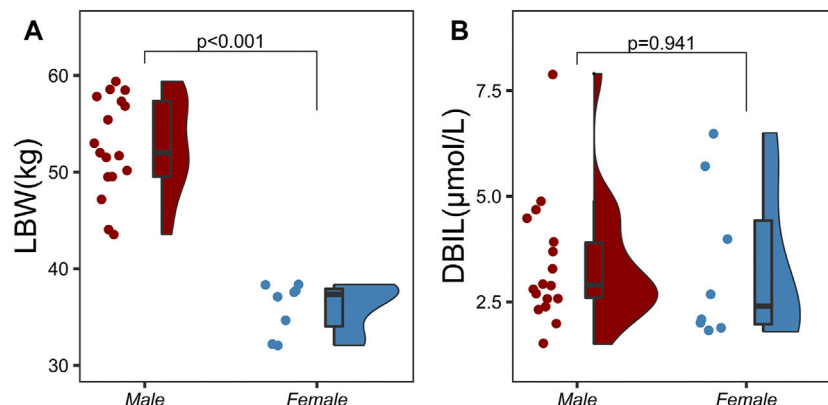 A
p<0.001
LBW(kg)
60
50
40
30
Male
Female
B
p=0.941
DBIL(μmol/L)
7.5
5.0
2.5
Male
Female